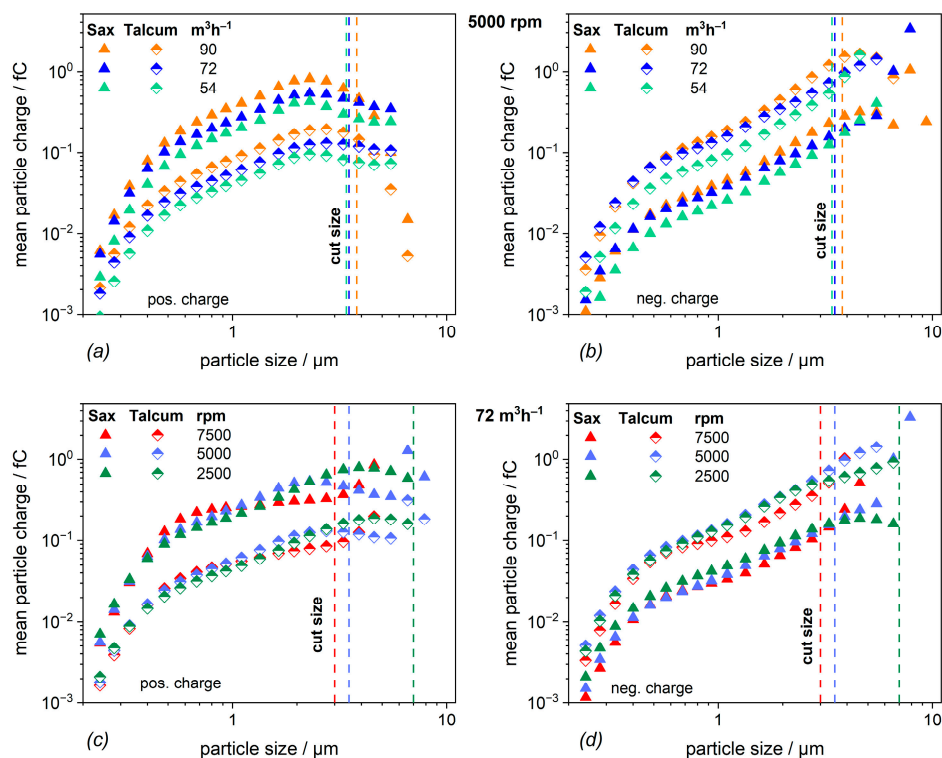 5000 rpm
Sax Talcum m³h⁻¹
90
72
54
10⁰
10⁻¹
10⁻²
10⁻³
mean particle charge / fC
cut size
pos. charge
1
10
(a)
particle size / µm
Sax Talcum m³h⁻¹
90
72
54
10⁰
10⁻¹
10⁻²
10⁻³
mean particle charge / fC
cut size
neg. charge
1
10
(b)
particle size / µm
72 m³h⁻¹
Sax Talcum rpm
7500
5000
2500
10⁰
10⁻¹
10⁻²
10⁻³
mean particle charge / fC
cut size
pos. charge
1
10
(c)
particle size / µm
Sax Talcum rpm
7500
5000
2500
10⁰
10⁻¹
10⁻²
10⁻³
mean particle charge / fC
cut size
neg. charge
1
10
(d)
particle size / µm